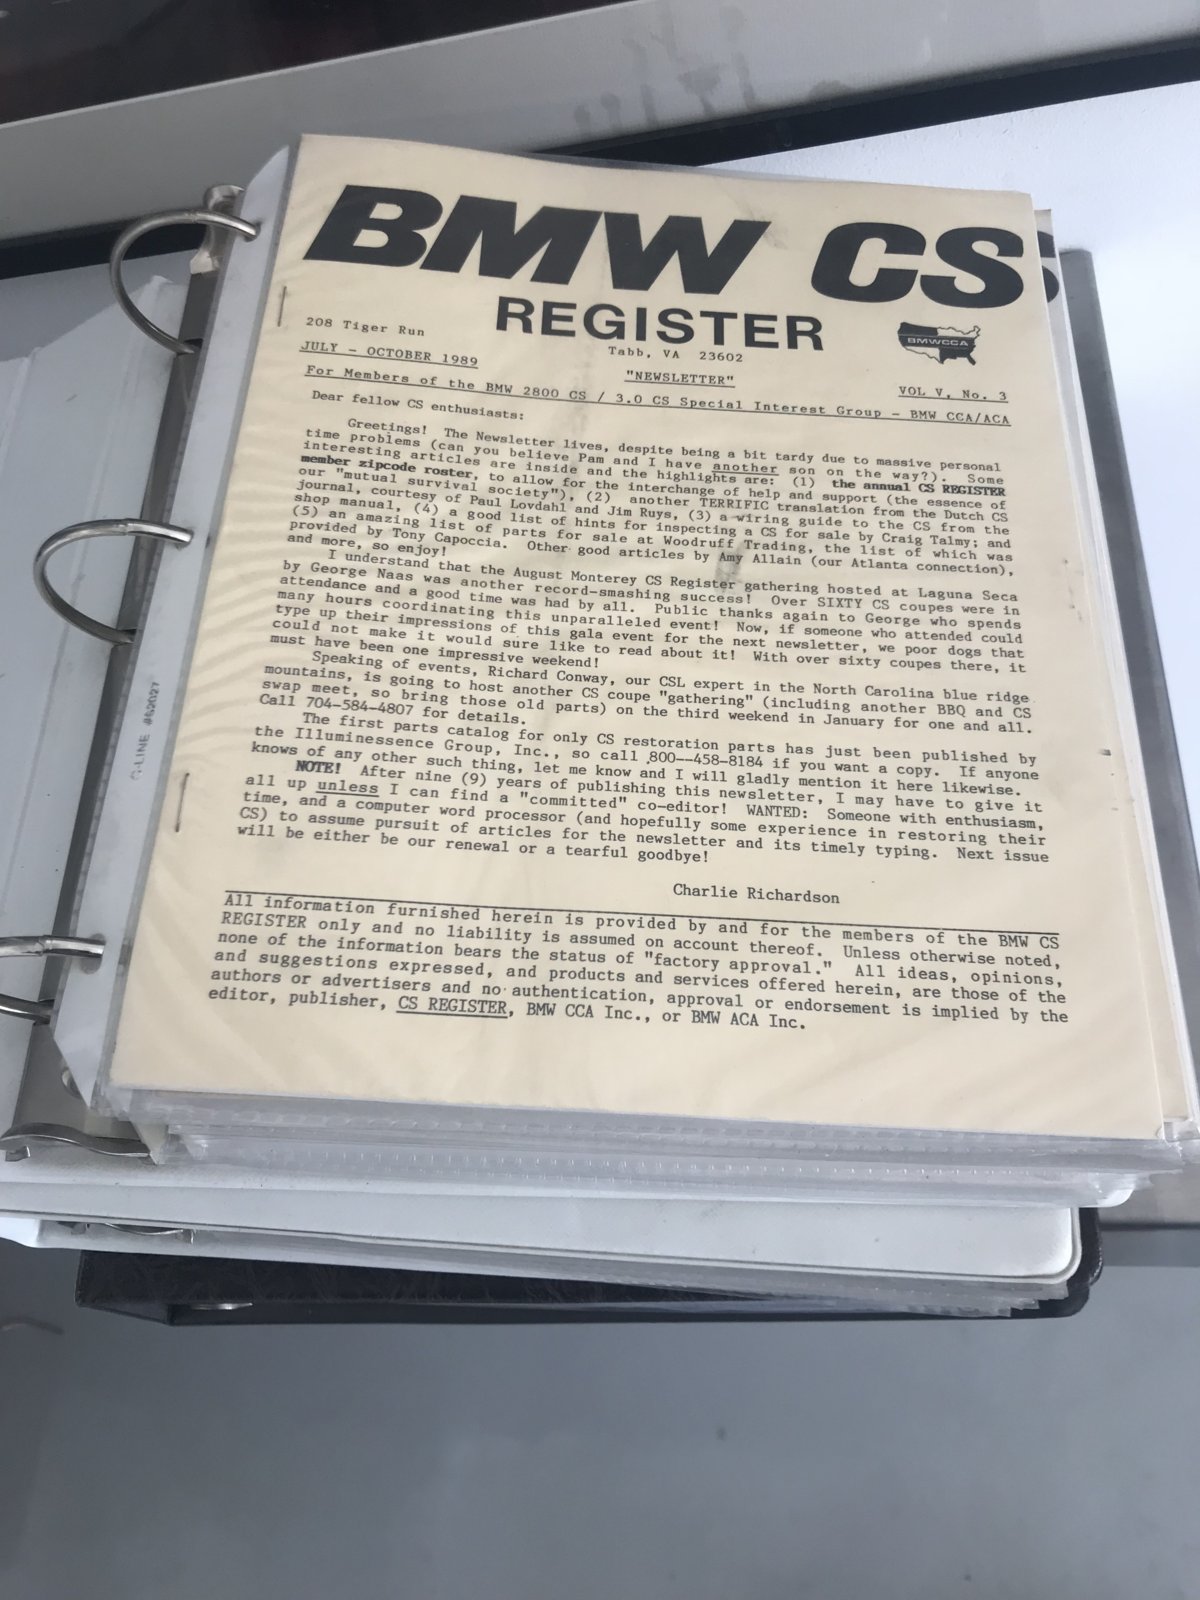 BMW CS
REGISTER
BMWCCA
208 Tiger Run
Tabb, VA 23602
JULY - OCTOBER 1989
"NEWSLETTER"
VOL V, No. 3
For Members of the BMW 2800 CS / 3.0 CS Special Interest Group - BMW CCA/ACA
Dear fellow CS enthusiasts:
Greetings! The Newsletter lives, despite being a bit tardy due to massive personal
time problems (can you believe Pam and I have another son on the way?). Some
interesting articles are inside and the highlights are: (1) the annual CS REGISTER
member zipcode roster, to allow for the interchange of help and support (the essence of
our "mutual survival society"), (2) another TERRIFIC translation from the Dutch CS
journal, courtesy of Paul Lovdahl and Jim Ruys, (3) a wiring guide to the CS from the
shop manual, (4) a good list of hints for inspecting a CS for sale by Craig Talmy; and
(5) an amazing list of parts for sale at Woodruff Trading, the list of which was
provided by Tony Capoccia. Other good articles by Amy Allain (our Atlanta connection),
and more, so enjoy!
I understand that the August Monterey CS Register gathering hosted at Laguna Seca
by George Naas was another record-smashing success! Over SIXTY CS coupes were in
attendance and a good time was had by all. Public thanks again to George who spends
many hours coordinating this unparalleled event! Now, if someone who attended could
type up their impressions of this gala event for the next newsletter, we poor dogs that
could not make it would sure like to read about it! With over sixty coupes there, it
must have been one impressive weekend!
Speaking of events, Richard Conway, our CSL expert in the North Carolina blue ridge
mountains, is going to host another CS coupe "gathering" (including another BBQ and CS
swap meet, so bring those old parts) on the third weekend in January for one and all.
Call 704-584-4807 for details.
The first parts catalog for only CS restoration parts has just been published by
the Illuminessence Group, Inc., so call 800--458-8184 if you want a copy. If anyone
knows of any other such thing, let me know and I will gladly mention it here likewise.
NOTE! After nine (9) years of publishing this newsletter, I may have to give it
all up unless I can find a "committed" co-editor! WANTED: Someone with enthusiasm,
time, and a computer word processor (and hopefully some experience in restoring their
CS) to assume pursuit of articles for the newsletter and its timely typing. Next issue
will be either be our renewal or a tearful goodbye!
Charlie Richardson
All information furnished herein is provided by and for the members of the BMW CS
REGISTER only and no liability is assumed on account thereof. Unless otherwise noted,
none of the information bears the status of "factory approval." All ideas, opinions,
and suggestions expressed, and products and services offered herein, are those of the
authors or advertisers and no authentication, approval or endorsement is implied by the
editor, publisher, CS REGISTER, BMW CCA Inc., or BMW ACA Inc.
C-LINE #62027